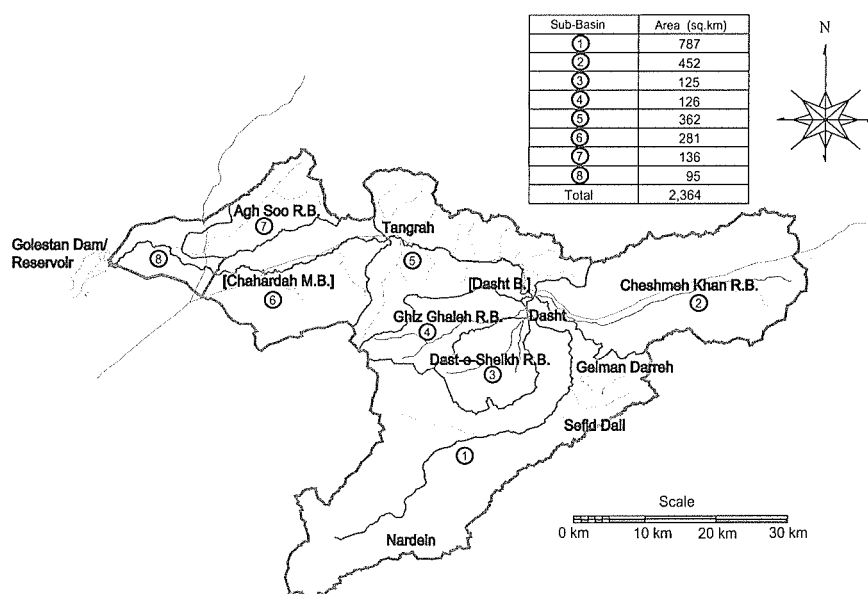 Sub-Basin Area (sq.km)
1 787
2 452
3 125
4 126
5 362
6 281
7 136
8 95
Total 2,364
N
Agh Soo R.B.
7
Tangrah
Golestan Dam/
Reservoir
8
5
[Chahardah M.B.]
6
[Dasht B.]
Cheshmeh Khan R.B.
2
Ghiz Ghaleh R.B.
4
Dasht
Dast-e-Sheikh R.B.
3
Gelman Darreh
Sefid Dall
1
Nardein
Scale
0 km 10 km 20 km 30 km